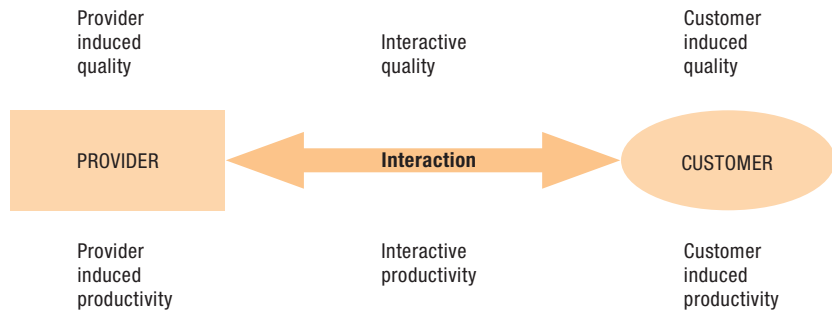 Provider
induced
quality
Interactive
quality
Customer
induced
quality
PROVIDER
Interaction
CUSTOMER
Provider
induced
productivity
Interactive
productivity
Customer
induced
productivity